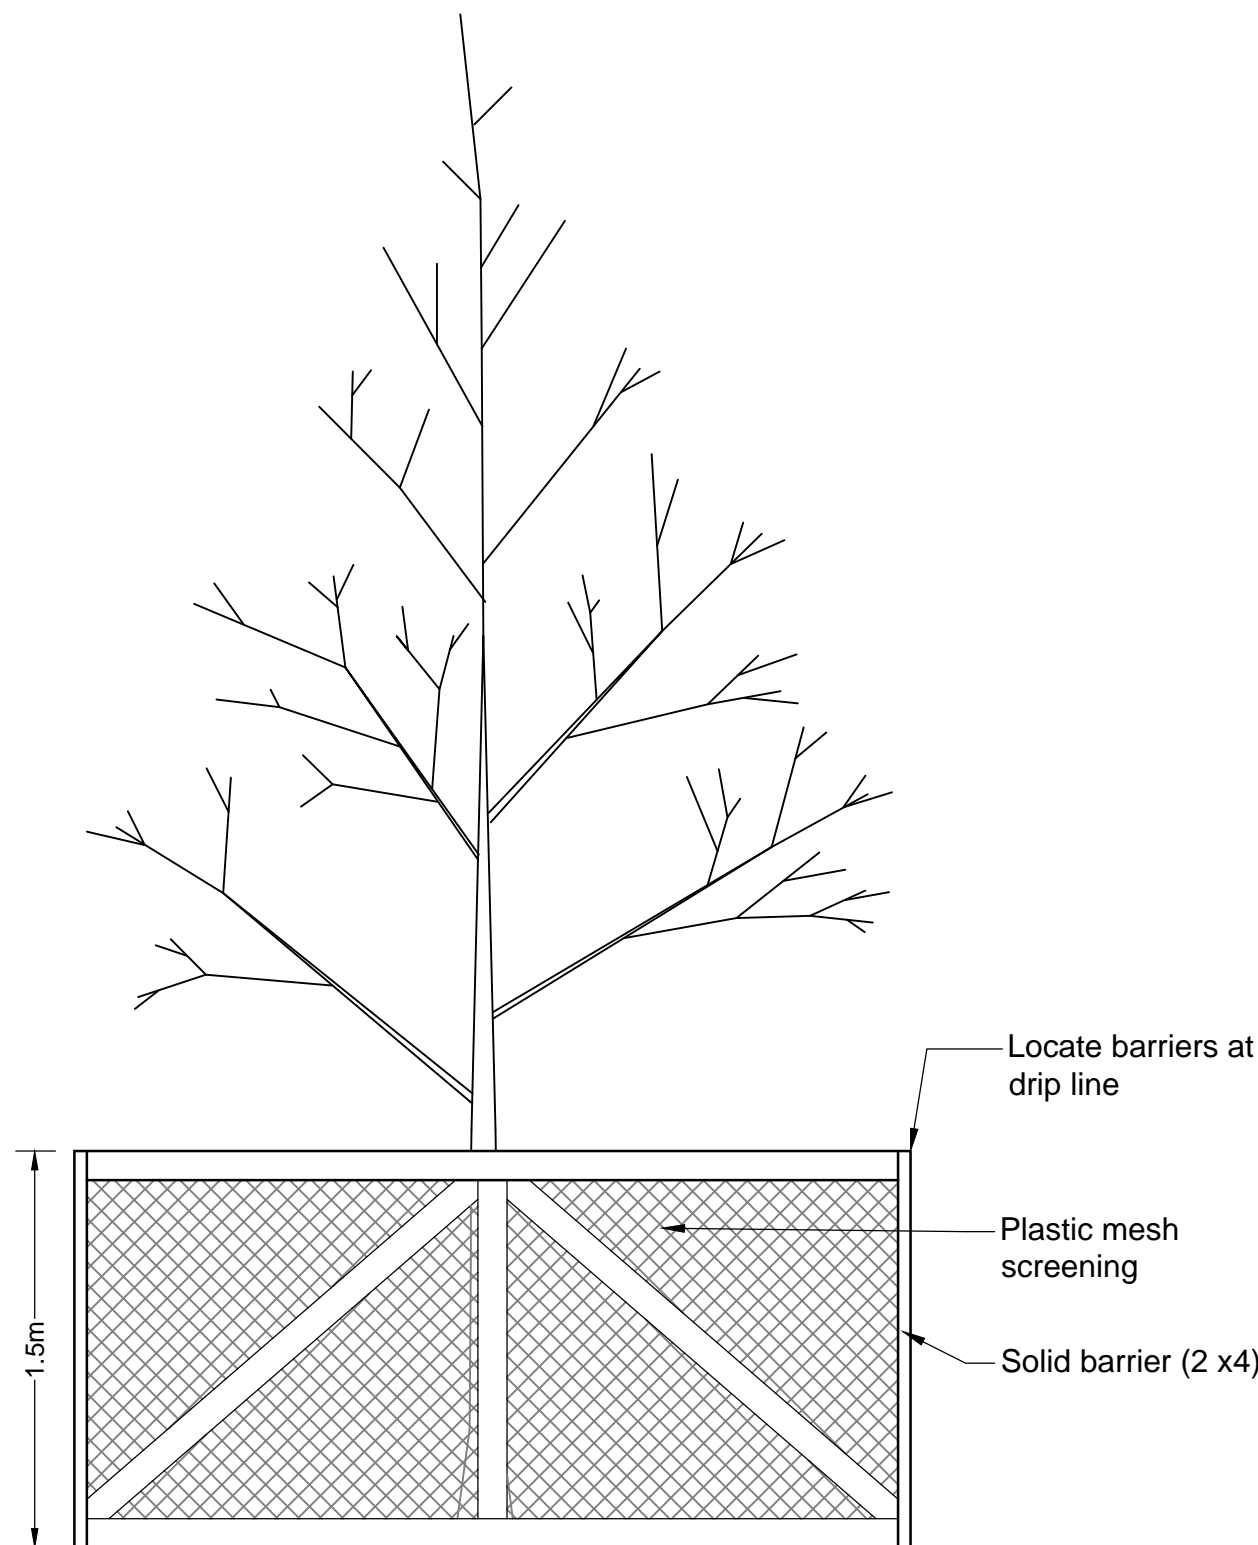 Locate barriers at
drip line
Plastic mesh
screening
1.5m
Solid barrier (2 x4)